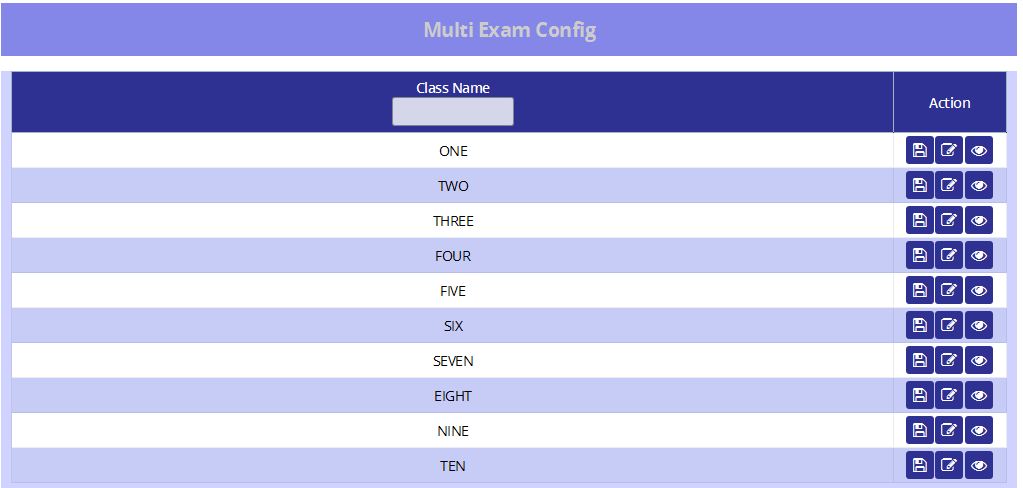 Multi Exam Config
Class Name
Action
ONE
TWO
THREE
FOUR
FIVE
SIX
SEVEN
EIGHT
NINE
TEN